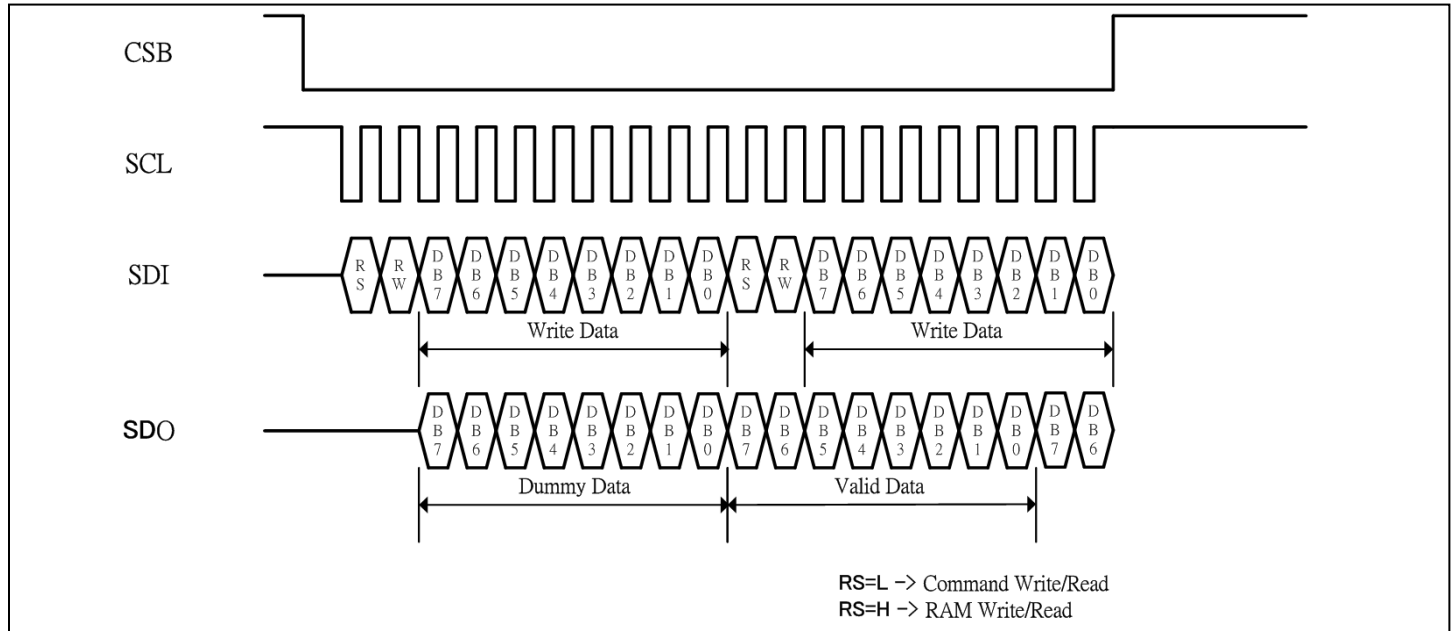 CSB
SCL
SDI
RS RW DB7 DB6 DB5 DB4 DB3 DB2 DB1 DB0 RS RW DB7 DB6 DB5 DB4 DB3 DB2 DB1 DB0
Write Data Write Data
SDO
DB7 DB6 DB5 DB4 DB3 DB2 DB1 DB0 DB7 DB6 DB5 DB4 DB3 DB2 DB1 DB0 DB7 DB6
Dummy Data Valid Data
RS=L -> Command Write/Read
RS=H -> RAM Write/Read